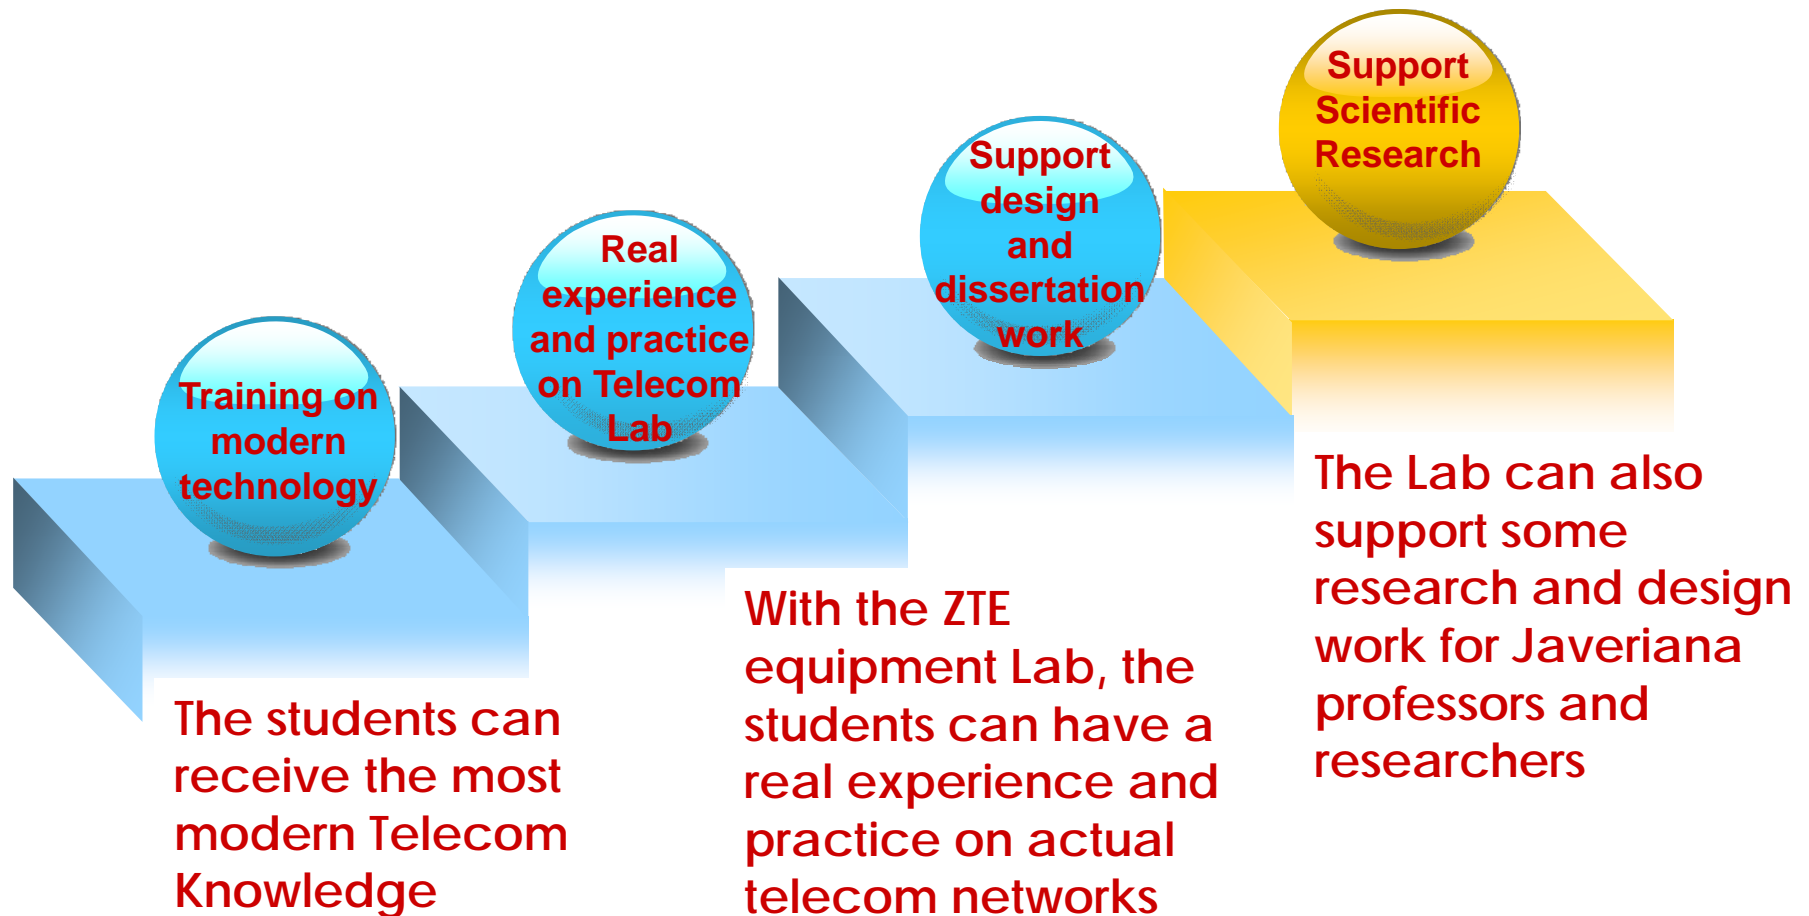 Training on
modern
technology
Real
experience
and practice
on Telecom
Lab
Support
design
and
dissertation
work
Support
Scientific
Research
The students can
receive the most
modern Telecom
Knowledge
With the ZTE
equipment Lab, the
students can have a
real experience and
practice on actual
telecom networks
The Lab can also
support some
research and design
work for Javeriana
professors and
researchers